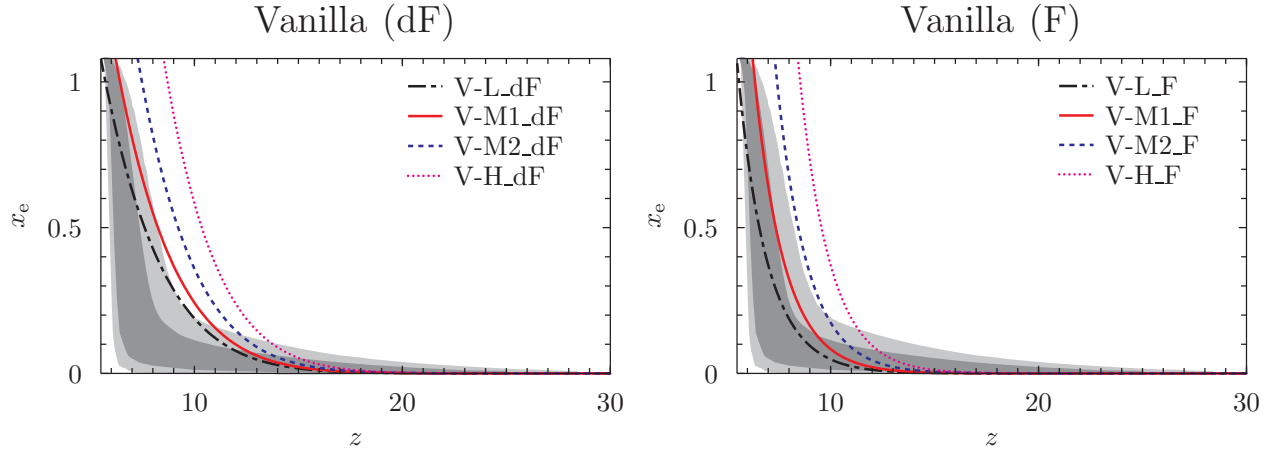 Vanilla (dF)
1
0.5
0
x_e
V-L_dF
V-M1_dF
V-M2_dF
V-H_dF
10 20 30
z
Vanilla (F)
1
0.5
0
x_e
V-L_F
V-M1_F
V-M2_F
V-H_F
10 20 30
z